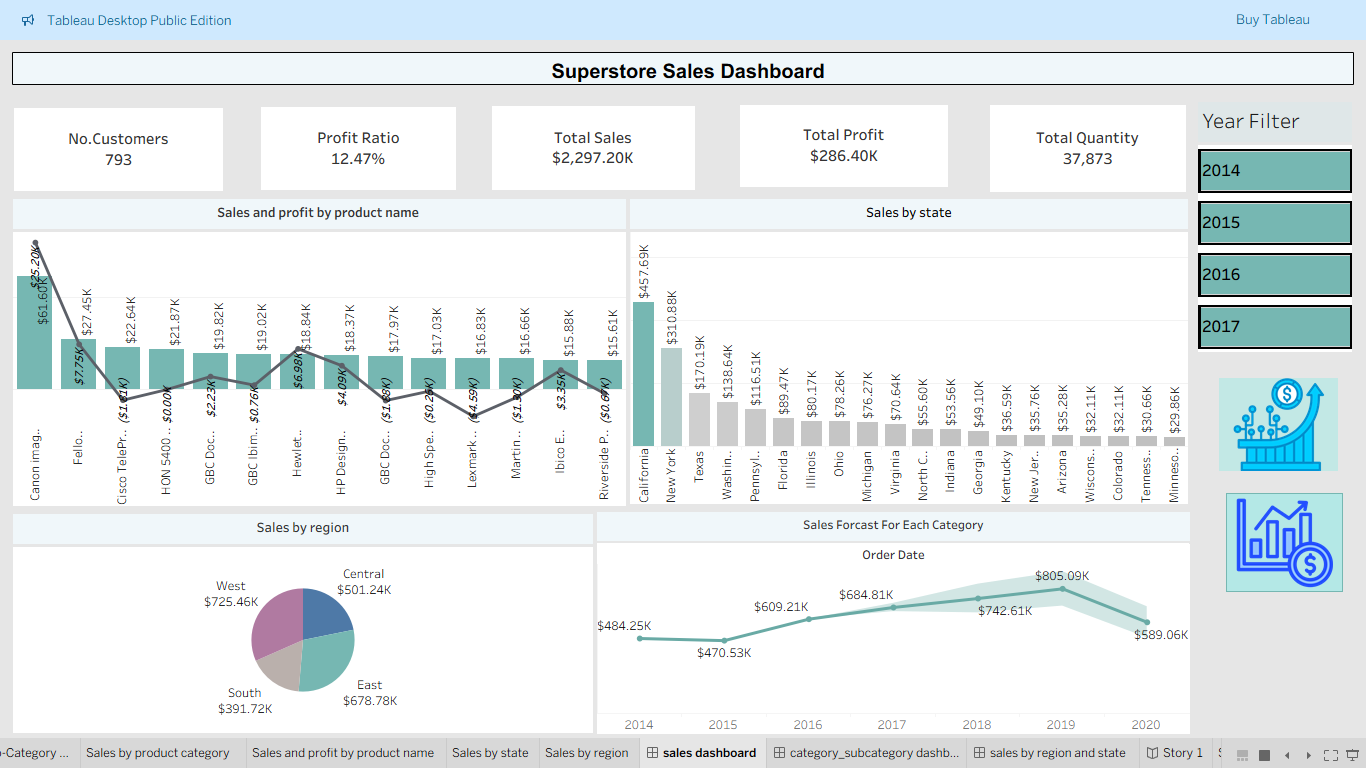 Tableau Desktop Public Edition
Buy Tableau
Superstore Sales Dashboard
No.Customers
793
Profit Ratio
12.47%
Total Sales
$2,297.20K
Total Profit
$286.40K
Total Quantity
37,873
Year Filter
2014
2015
2016
2017
Sales and profit by product name
$25.20K
$61.60K
$7.75K
$27.45K
($1.81K)
$22.64K
$0.00K
$21.87K
$2.23K
$19.82K
$0.76K
$19.02K
$6.98K
$18.84K
$4.09K
$18.37K
$17.97K
$17.03K
($4.59K)
$16.83K
$16.66K
$3.35K
$15.88K
$15.61K
Canon imag..
Fello..
Cisco TelePr..
HON 5400 ..
GBC Doc..
GBC Ibim..
Hewlet..
HP Design..
GBC Doc..
High Spe..
Lexmark ..
Martin ..
Ibico E..
Riverside P..
Sales by state
$457.69K
$310.88K
$170.19K
$138.64K
$116.51K
$89.47K
$80.17K
$78.26K
$76.27K
$70.64K
$55.60K
$53.56K
$49.10K
$36.59K
$35.76K
$35.28K
$32.11K
$32.11K
$30.66K
$29.86K
California
New York
Texas
Washin..
Pennsyl..
Florida
Illinois
Ohio
Michigan
Virginia
North C..
Indiana
Georgia
Kentucky
New Jer..
Arizona
Wiscons..
Colorado
Tenness..
Minneso..
Sales by region
Central
$501.24K
West
$725.46K
East
$678.78K
South
$391.72K
Sales Forcast For Each Category
Order Date
$484.25K
$470.53K
$609.21K
$684.81K
$742.61K
$805.09K
$589.06K
2014
2015
2016
2017
2018
2019
2020
-Category ...
Sales by product category
Sales and profit by product name
Sales by state
Sales by region
sales dashboard
category_subcategory dashb...
sales by region and state
Story 1